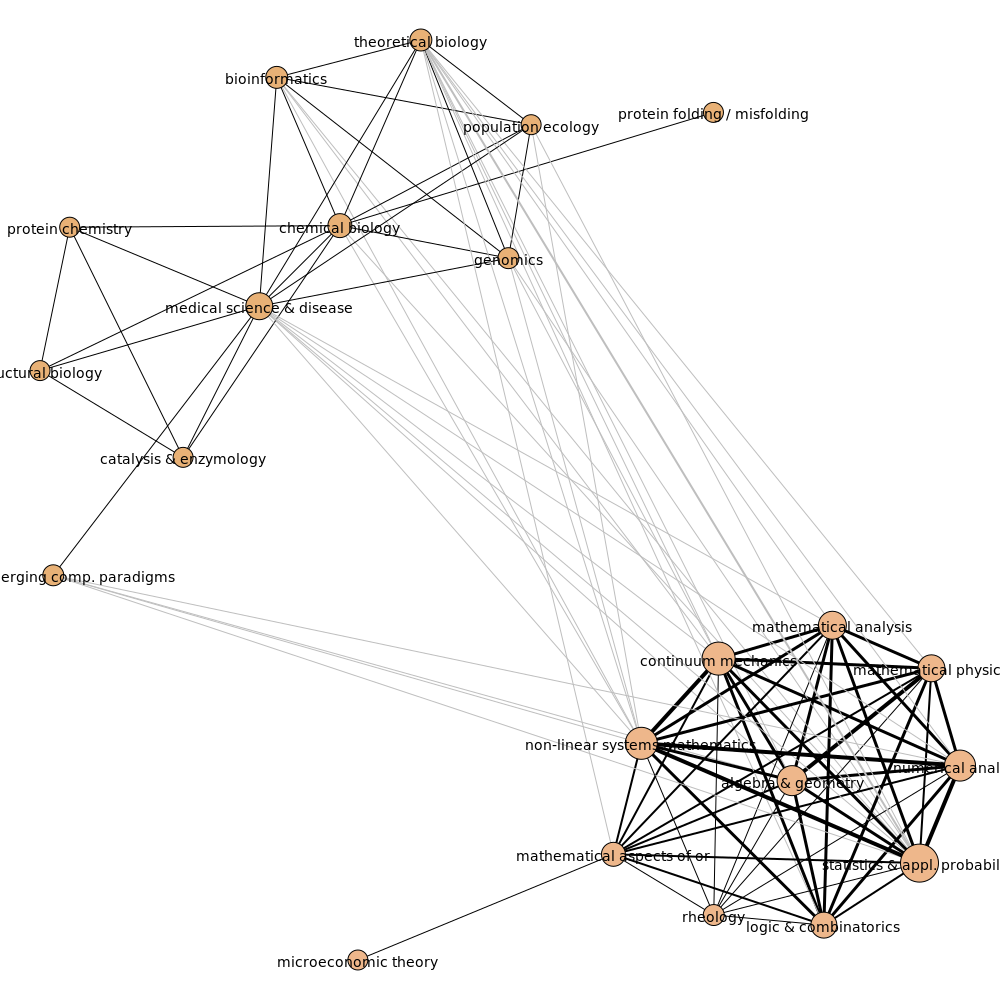 theoretical biology
bioinformatics
protein folding / misfolding
population ecology
protein chemistry
chemical biology
genomics
medical science & disease
uctural biology
catalysis & enzymology
erging comp. paradigms
mathematical analysis
continuum mechanics
mathematical physic
non-linear systems mathematics
numerical anal
algebra & geometry
mathematical aspects of or
statistics & appl. probabil
rheology
logic & combinatorics
microeconomic theory